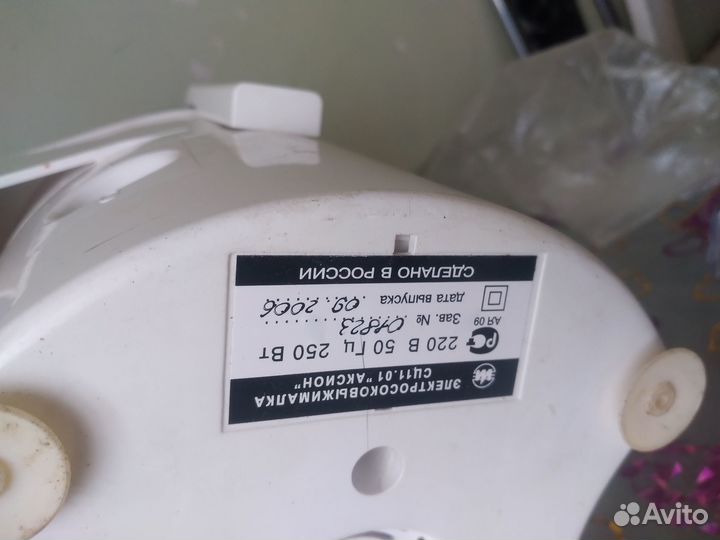 ЭЛЕКТРОСОКОВЫЖИМАЛКА
СЦ11.01 "АКСИОН"
РСТ 220 В 50 Гц 250 Вт
АЯ 09
Зав. № 01823
дата выпуска 09.2006
СДЕЛАНО В РОССИИ
Avito